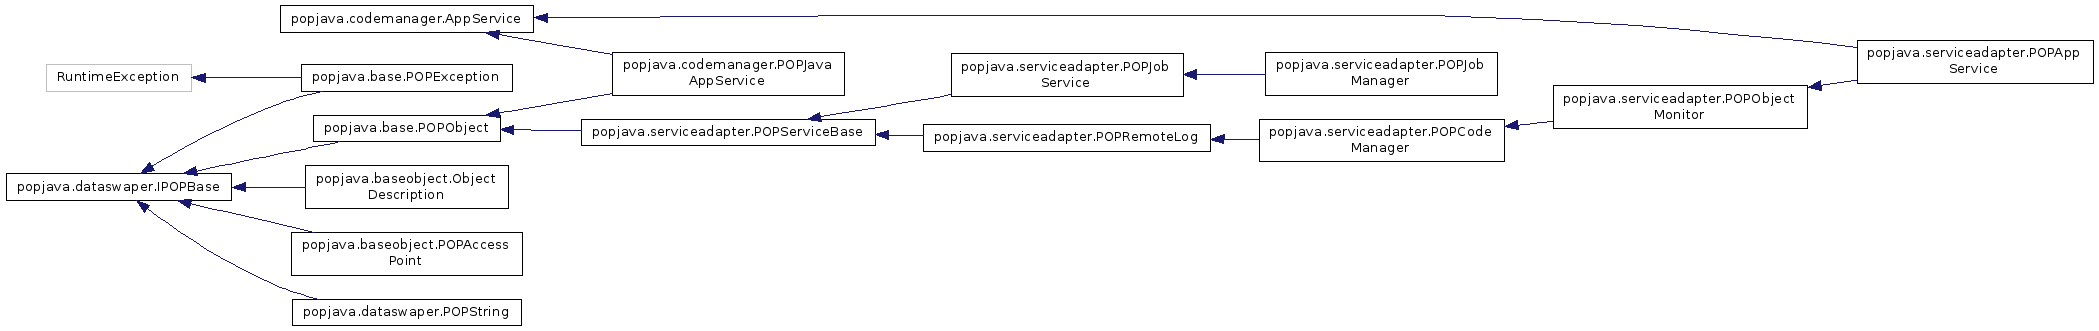 popjava.codemanager.AppService
popjava.serviceadapter.POPApp
Service
popjava.codemanager.POPJava
AppService
popjava.serviceadapter.POPJob
Service
popjava.serviceadapter.POPJob
Manager
RuntimeException
popjava.base.POPException
popjava.serviceadapter.POPObject
Monitor
popjava.base.POPObject
popjava.serviceadapter.POPServiceBase
popjava.serviceadapter.POPRemoteLog
popjava.serviceadapter.POPCode
Manager
popjava.dataswaper.IPOPBase
popjava.baseobject.Object
Description
popjava.baseobject.POPAccess
Point
popjava.dataswaper.POPString